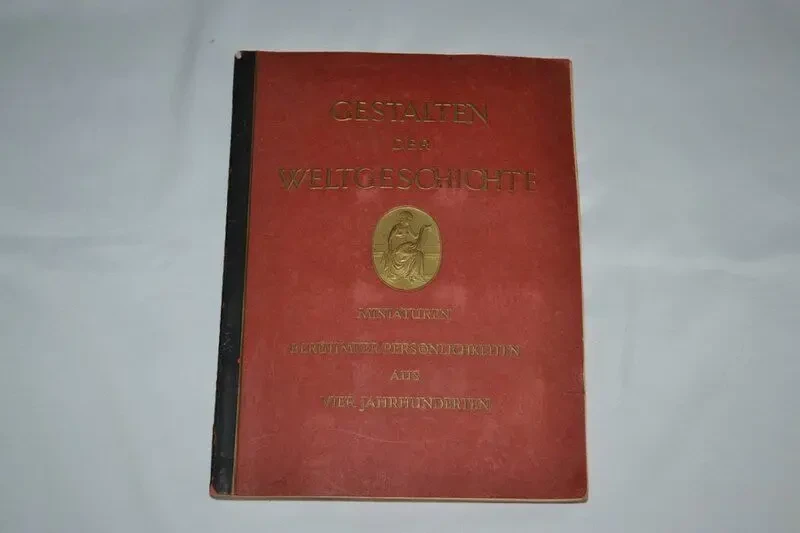 GESTALTEN
DER
WELTGESCHICHTE
MINIATUREN
BERÜHMTER PERSÖNLICHKEITEN
AUS
VIER JAHRHUNDERTEN